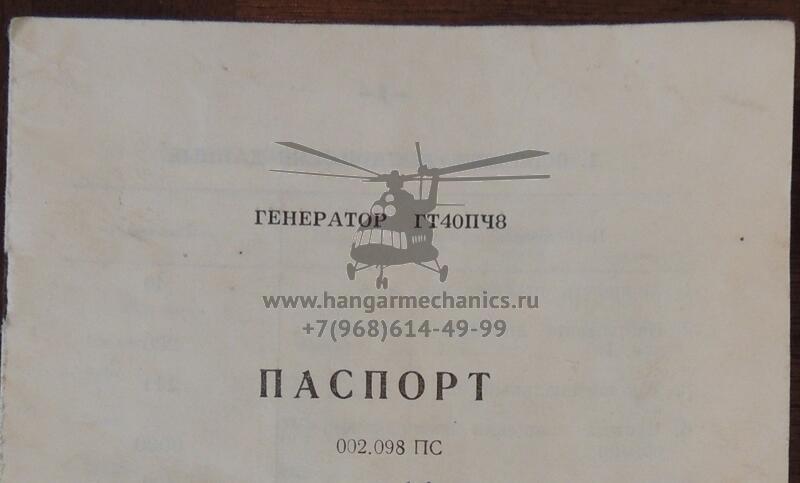 ГЕНЕРАТОР ГТ40ПЧ8
www.hangarmechanics.ru
+7(968)614-49-99
ПАСПОРТ
002.098 ПС